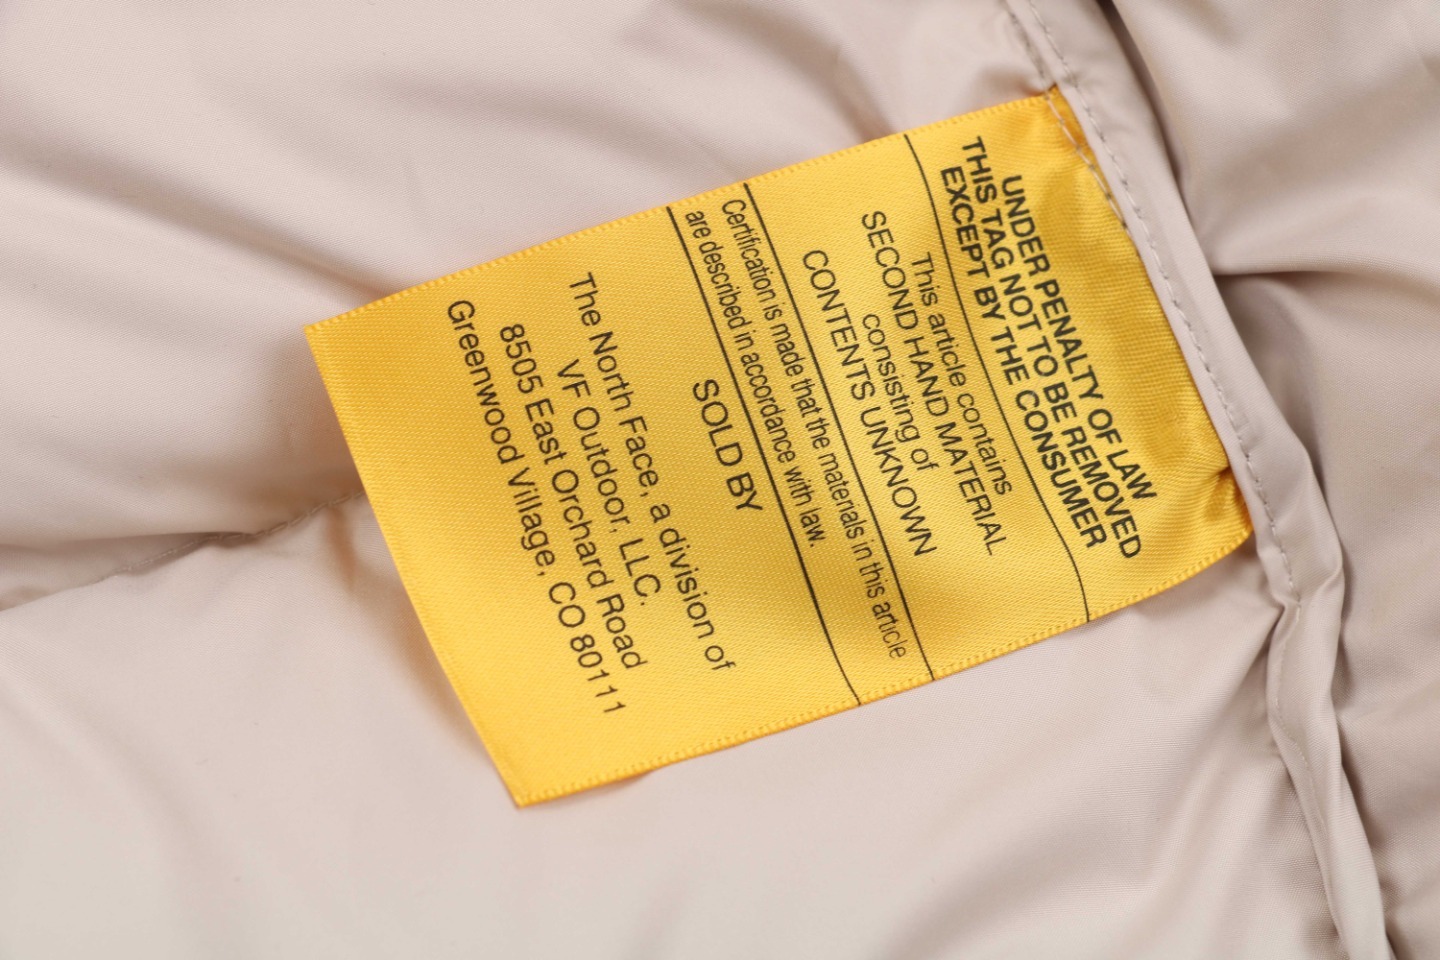 UNDER PENALTY OF LAW
THIS TAG NOT TO BE REMOVED
EXCEPT BY THE CONSUMER
This article contains
SECOND HAND MATERIAL
consisting of
CONTENTS UNKNOWN
Certification is made that the materials in this article
are described in accordance with law.
SOLD BY
The North Face, a division of
VF Outdoor, LLC.
8505 East Orchard Road
Greenwood Village, CO 80111